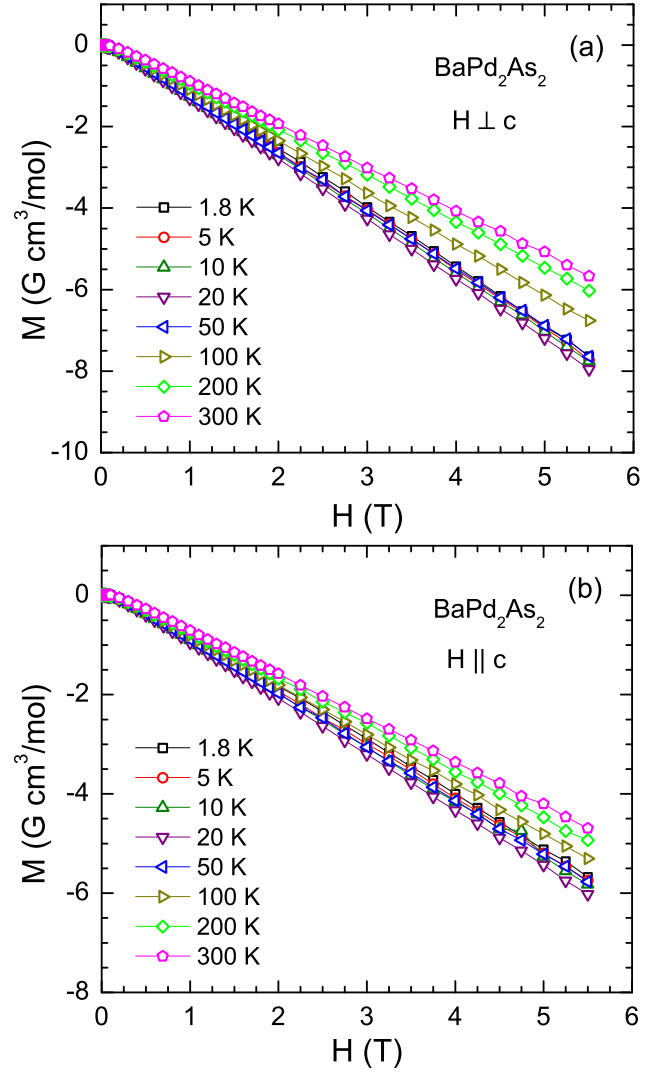 (a)
BaPd₂As₂
H ⊥ c
1.8 K
5 K
10 K
20 K
50 K
100 K
200 K
300 K
0
-2
-4
-6
-8
-10
M (G cm³/mol)
0 1 2 3 4 5 6
H (T)
(b)
BaPd₂As₂
H || c
1.8 K
5 K
10 K
20 K
50 K
100 K
200 K
300 K
0
-2
-4
-6
-8
M (G cm³/mol)
0 1 2 3 4 5 6
H (T)